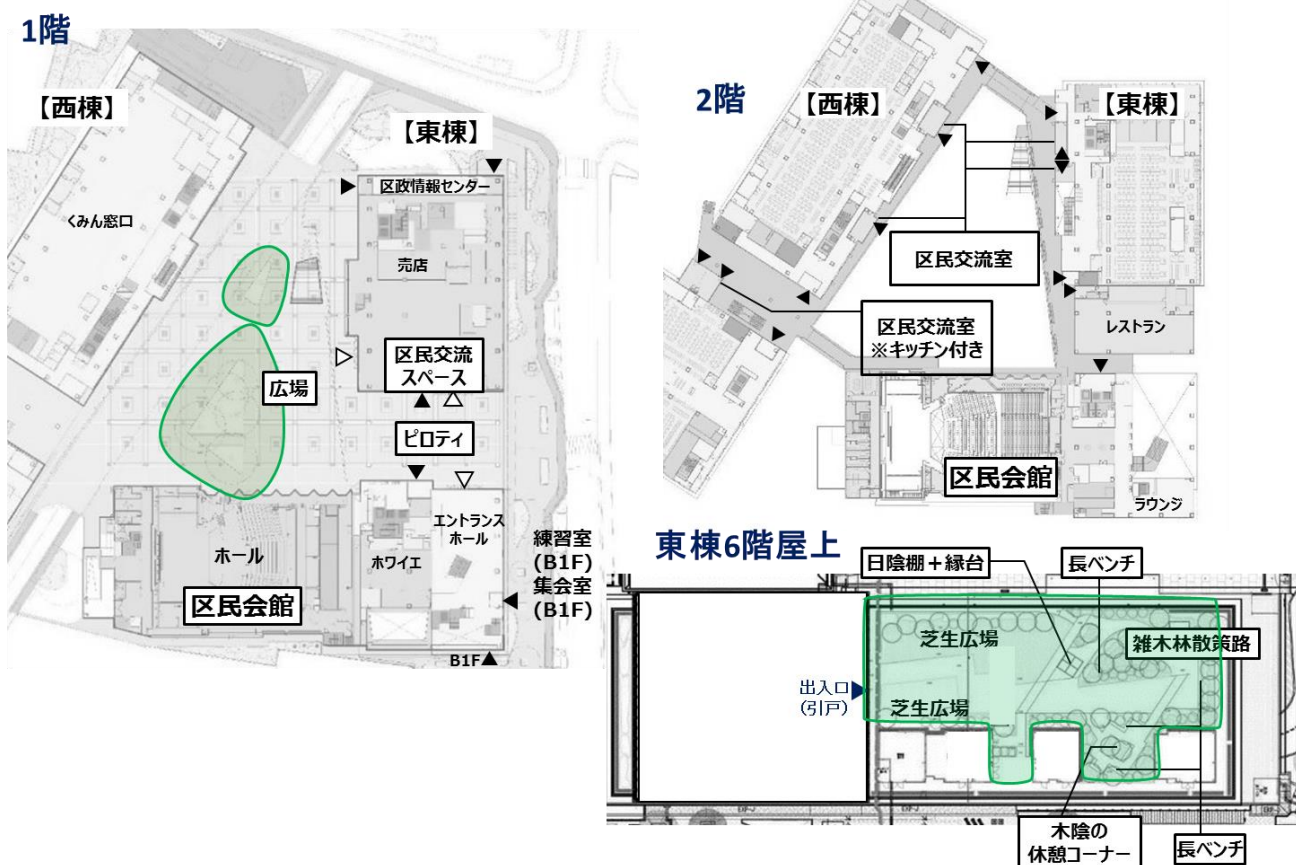 1階
【西棟】
【東棟】
区政情報センター
くみん窓口
売店
区民交流
スペース
広場
ピロティ
エントランス
ホール
ホール
ホワイエ
練習室
(B1F)
集会室
(B1F)
区民会館
B1F
2階
【西棟】
【東棟】
区民交流室
区民交流室
※キッチン付き
レストラン
区民会館
ラウンジ
東棟6階屋上
日陰棚＋縁台
長ベンチ
芝生広場
雑木林散策路
出入口
(引戸)
芝生広場
木陰の
休憩コーナー
長ベンチ